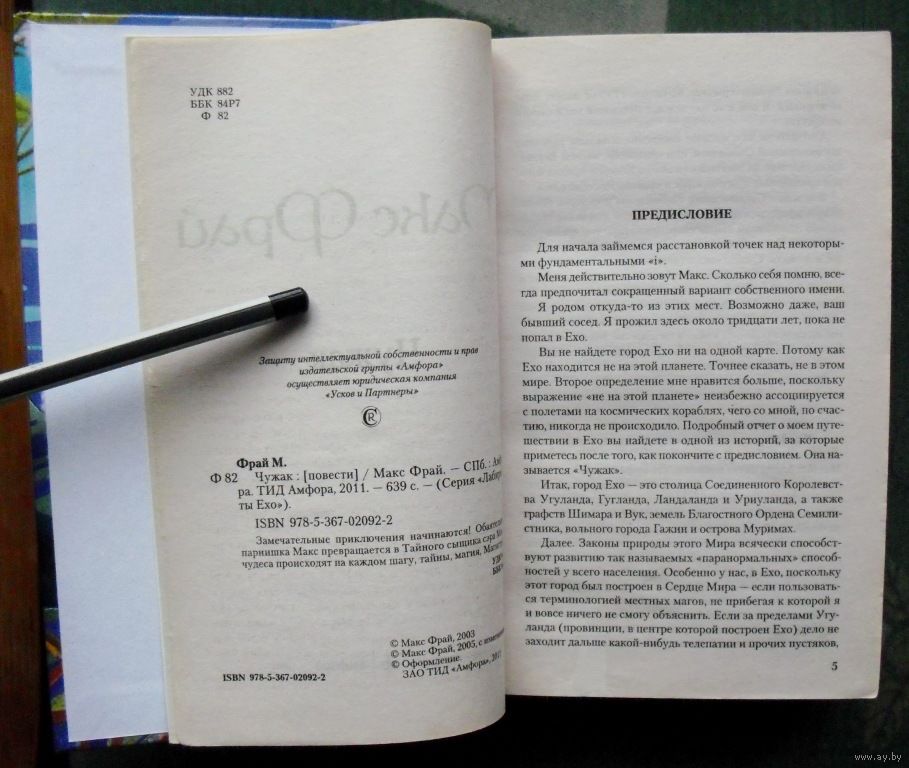 УДК 882
ББК 84Р7
Ф 82
Защиту интеллектуальной собственности и прав
издательской группы «Амфора»
осуществляет юридическая компания
«Усков и Партнеры»
Фрай М.
Ф 82 Чужак : [повести] / Макс Фрай. — СПб. : Амфо-
ра. ТИД Амфора, 2011. — 639 с. — (Серия «Лабирин-
ты Ехо»).
ISBN 978-5-367-02092-2
Замечательные приключения начинаются! Обаятель
парнишка Макс превращается в Тайного сыщика сэра
чудеса происходят на каждом шагу, тайны, магия,
УДК
ББК
© Макс Фрай, 2003
© Макс Фрай, 2005, с
© Оформление.
ЗАО ТИД «Амфора», 2011
ISBN 978-5-367-02092-2
ПРЕДИСЛОВИЕ
Для начала займемся расстановкой точек над некоторы-
ми фундаментальными «i».
Меня действительно зовут Макс. Сколько себя помню, все-
гда предпочитал сокращенный вариант собственного имени.
Я родом откуда-то из этих мест. Возможно даже, ваш
бывший сосед. Я прожил здесь около тридцати лет, пока не
попал в Ехо.
Вы не найдете город Ехо ни на одной карте. Потому как
Ехо находится не на этой планете. Точнее сказать, не в этом
мире. Второе определение мне нравится больше, поскольку
выражение «не на этой планете» неизбежно ассоциируется
с полетами на космических кораблях, чего со мной, по счас-
тью, никогда не происходило. Подробный отчет о моем путе-
шествии в Ехо вы найдете в одной из историй, за которые
приметесь после того, как покончите с предисловием. Она на-
зывается «Чужак».
Итак, город Ехо — это столица Соединенного Королевст-
ва Угуланда, Гугланда, Ландаланда и Уриуланда, а также
графств Шимара и Вук, земель Благостного Ордена Семили-
стника, вольного города Гажин и острова Муримах.
Далее. Законы природы этого Мира всячески способст-
вуют развитию так называемых «паранормальных» способ-
ностей у всего населения. Особенно у нас, в Ехо, поскольку
этот город был построен в Сердце Мира — если пользовать-
ся терминологией местных магов, не прибегая к которой я
и вовсе ничего не смогу объяснить. Если за пределами Угу-
ланда (провинции, в центре которой построен Ехо) дело не
заходит дальше какой-нибудь телепатии и прочих пустяков,
5
www.ay.by